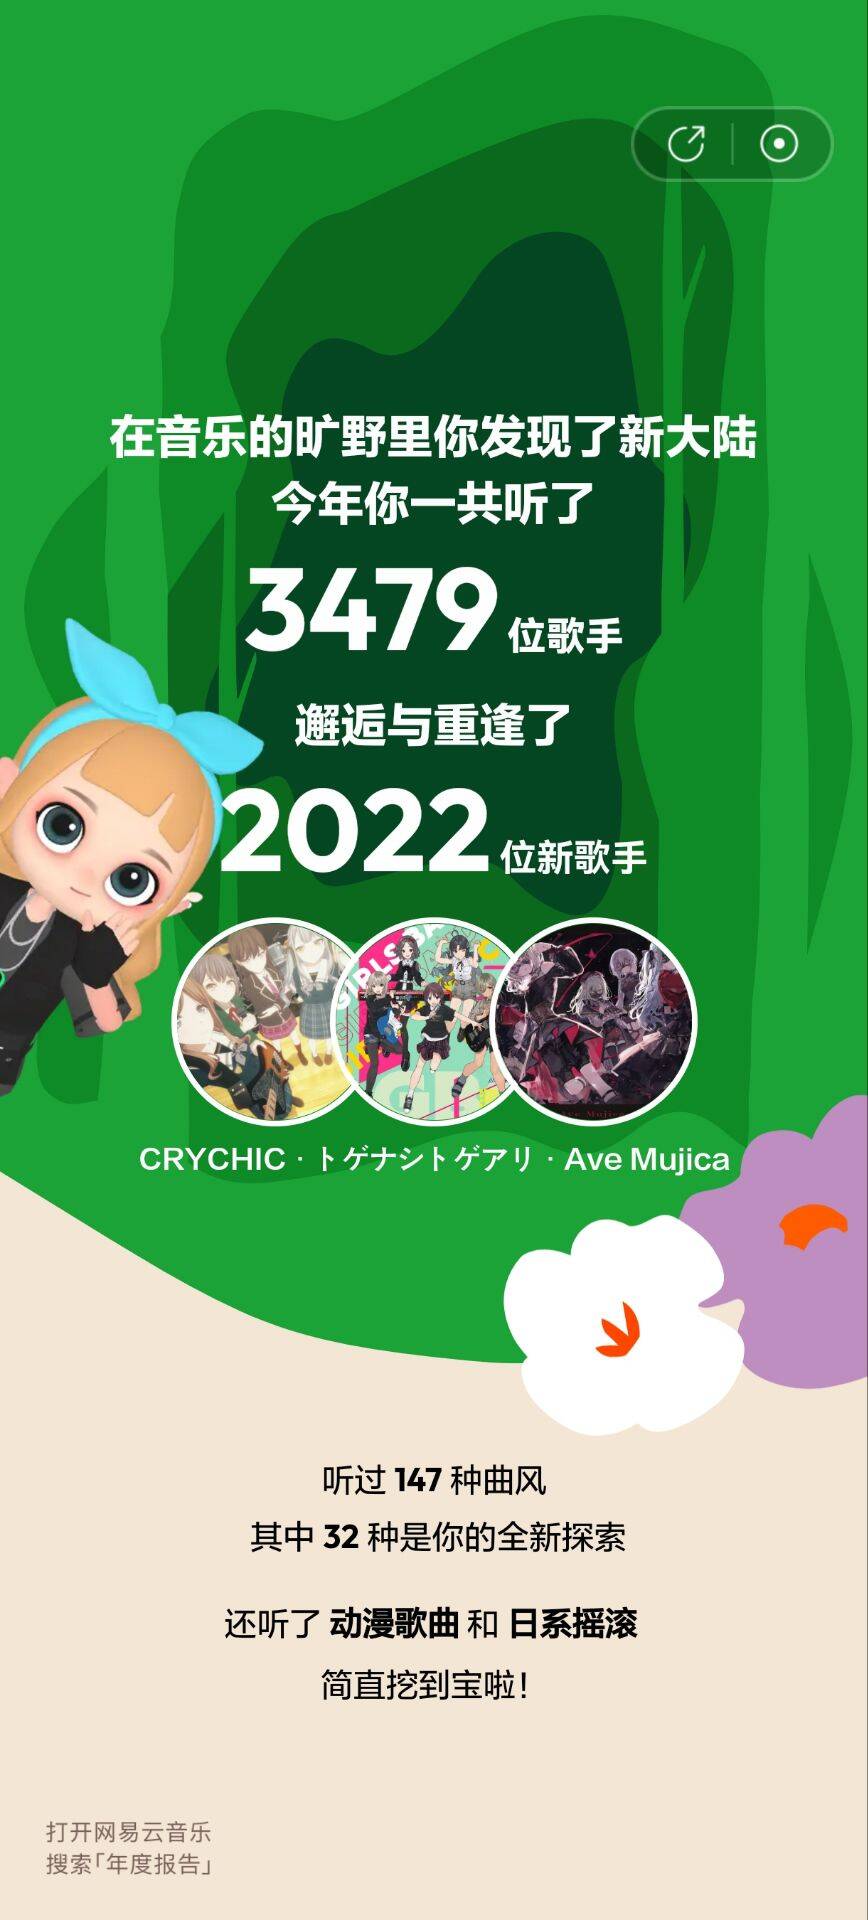 在音乐的旷野里你发现了新大陆
今年你一共听了
3479 位歌手
邂逅与重逢了
2022 位新歌手
GIRLS BA
Ave Mujica
CRYCHIC · トゲナシトゲアリ · Ave Mujica
听过 147 种曲风
其中 32 种是你的全新探索
还听了 动漫歌曲 和 日系摇滚
简直挖到宝啦！
打开网易云音乐
搜索「年度报告」